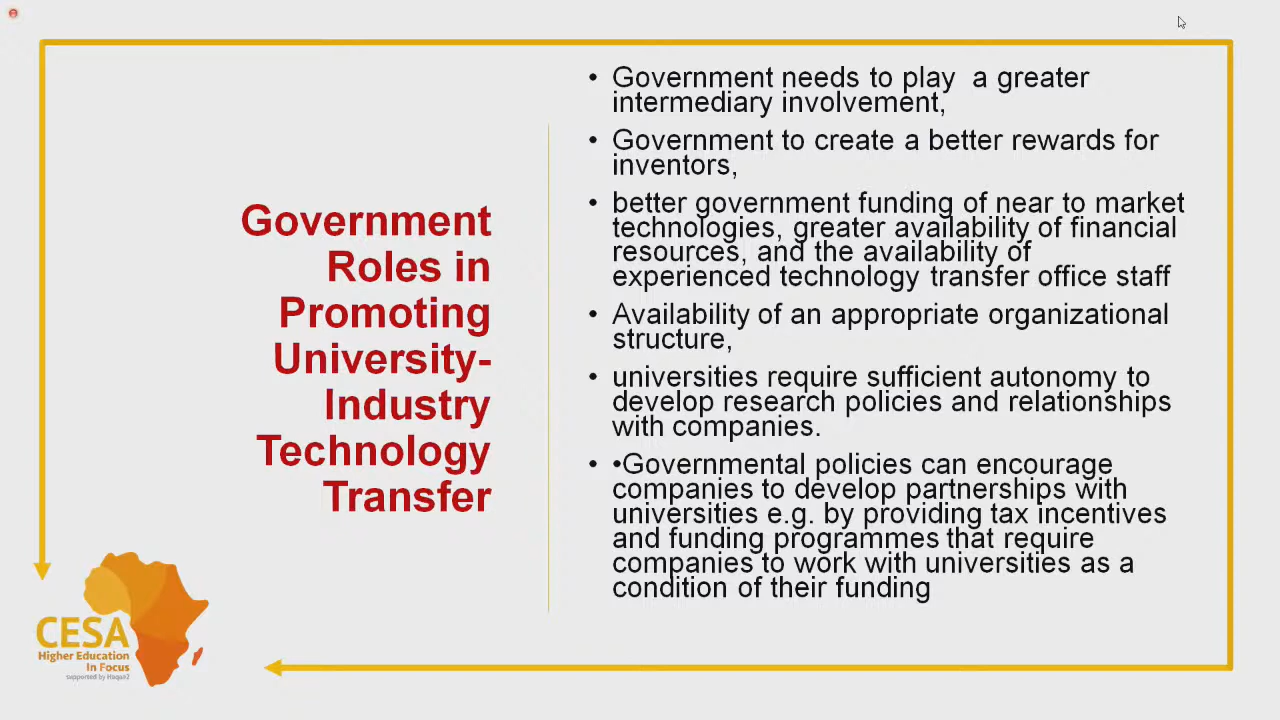 Government
Roles in
Promoting
University-
Industry
Technology
Transfer
• Government needs to play  a greater
intermediary involvement,
• Government to create a better rewards for
inventors,
• better government funding of near to market
technologies, greater availability of financial
resources, and the availability of
experienced technology transfer office staff
• Availability of an appropriate organizational
structure,
• universities require sufficient autonomy to
develop research policies and relationships
with companies.
• •Governmental policies can encourage
companies to develop partnerships with
universities e.g. by providing tax incentives
and funding programmes that require
companies to work with universities as a
condition of their funding
CESA
Higher Education
In Focus
supported by Haqaa2